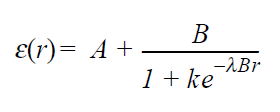 ε(r) = A + B / (1 + ke^(−λBr))